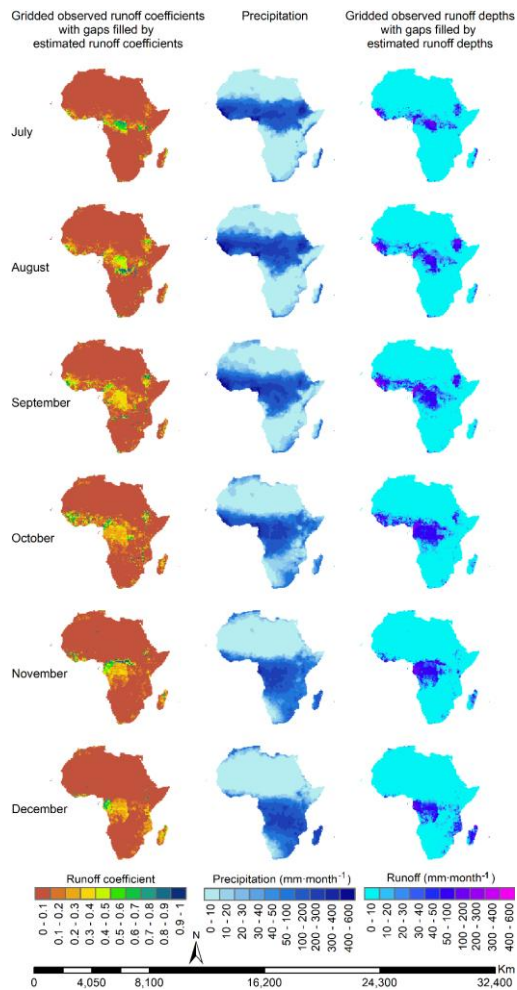 Gridded observed runoff coefficients
with gaps filled by
estimated runoff coefficients
Precipitation
Gridded observed runoff depths
with gaps filled by
estimated runoff depths
July
August
September
October
November
December
Runoff coefficient
0 - 0.1
0.1 - 0.2
0.2 - 0.3
0.3 - 0.4
0.4 - 0.5
0.5 - 0.6
0.6 - 0.7
0.7 - 0.8
0.8 - 0.9
0.9 - 1
Precipitation (mm·month⁻¹)
0 - 10
10 - 20
20 - 30
30 - 40
40 - 50
50 - 100
100 - 200
200 - 300
300 - 400
400 - 600
Runoff (mm·month⁻¹)
0 - 10
10 - 20
20 - 30
30 - 40
40 - 50
50 - 100
100 - 200
200 - 300
300 - 400
400 - 600
N
Km
0 4,050 8,100 16,200 24,300 32,400